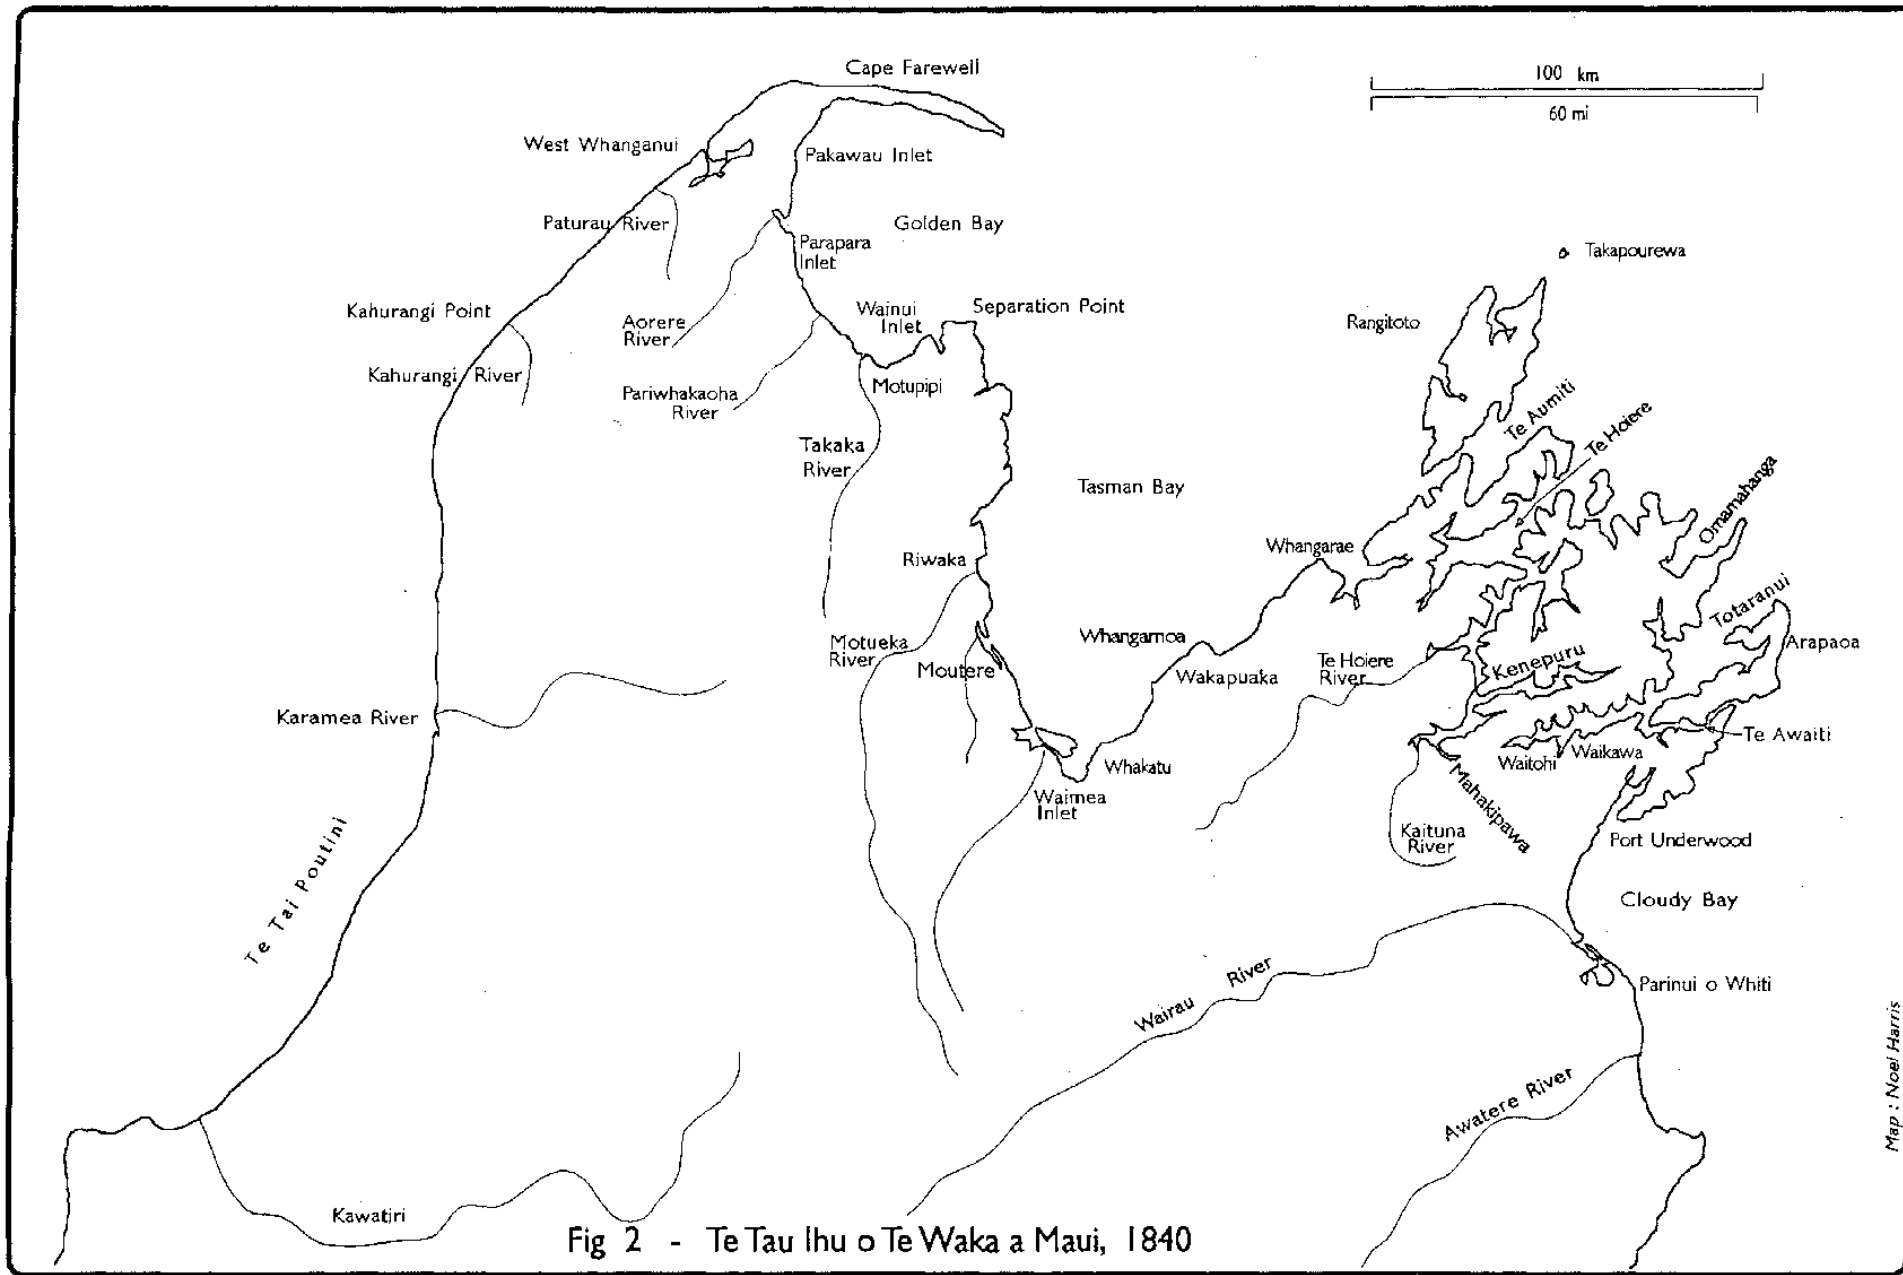 Cape Farewell
100 km
60 mi
West Whanganui
Pakawau Inlet
Paturau River
Golden Bay
Parapara
Inlet
Takapourewa
Kahurangi Point
Wainui
Inlet
Separation Point
Aorere
River
Rangitoto
Kahurangi River
Pariwhakaoha
River
Motupipi
Te Aumiti
Te Hoiere
Takaka
River
Tasman Bay
Omamahanga
Riwaka
Whangarae
Motueka
River
Moutere
Whangamoa
Wakapuaka
Te Hoiere
River
Kenepuru
Totaranui
Arapaoa
Karamea River
Te Awaiti
Whakatu
Waitohi
Waikawa
Waimea
Inlet
Mahakipawa
Kaituna
River
Port Underwood
Te Tai Poutini
Cloudy Bay
Wairau River
Parinui o Whiti
Awatere River
Map : Noel Harris
Kawatiri
Fig 2 - Te Tau Ihu o Te Waka a Maui, 1840